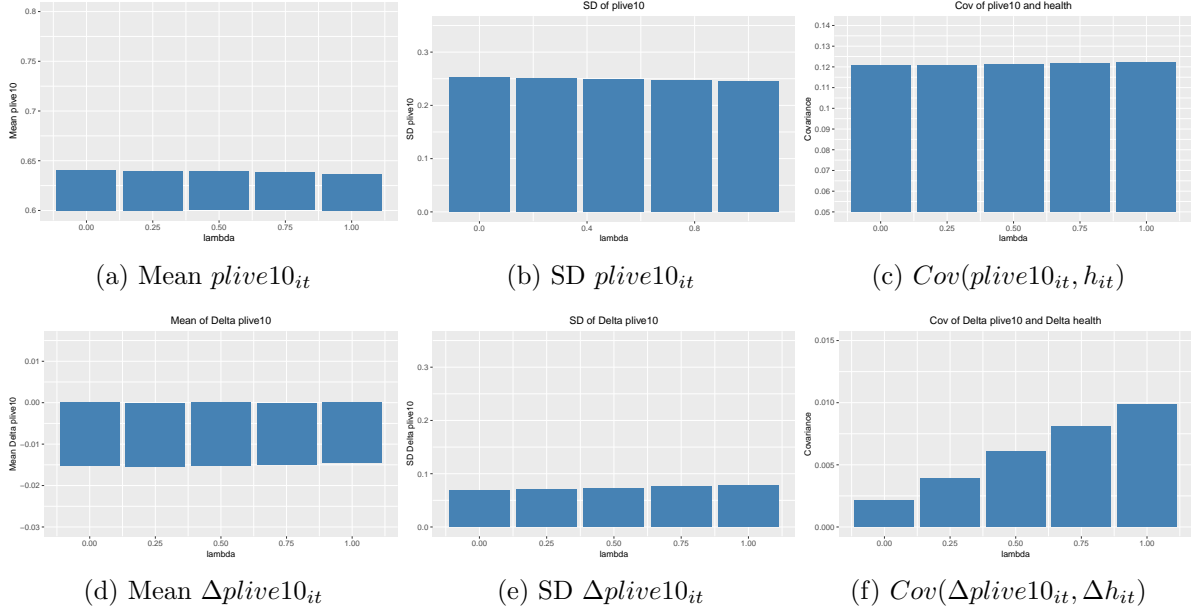 Mean plive10
0.8
0.75
0.7
0.65
0.6
0.00 0.25 0.50 0.75 1.00
lambda
(a) Mean plive10it
SD of plive10
SD plive10
0.3
0.2
0.1
0.0
0.0 0.4 0.8
lambda
(b) SD plive10it
Cov of plive10 and health
Covariance
0.14
0.13
0.12
0.11
0.1
0.09
0.08
0.07
0.06
0.05
0.00 0.25 0.50 0.75 1.00
lambda
(c) Cov(plive10it, hit)
Mean of Delta plive10
Mean Delta plive10
0.01
0.00
−0.01
−0.02
−0.03
0.00 0.25 0.50 0.75 1.00
lambda
(d) Mean Δplive10it
SD of Delta plive10
SD Delta plive10
0.3
0.2
0.1
0.0
0.00 0.25 0.50 0.75 1.00
lambda
(e) SD Δplive10it
Cov of Delta plive10 and Delta health
Covariance
0.015
0.010
0.005
0.000
0.00 0.25 0.50 0.75 1.00
lambda
(f) Cov(Δplive10it, Δhit)